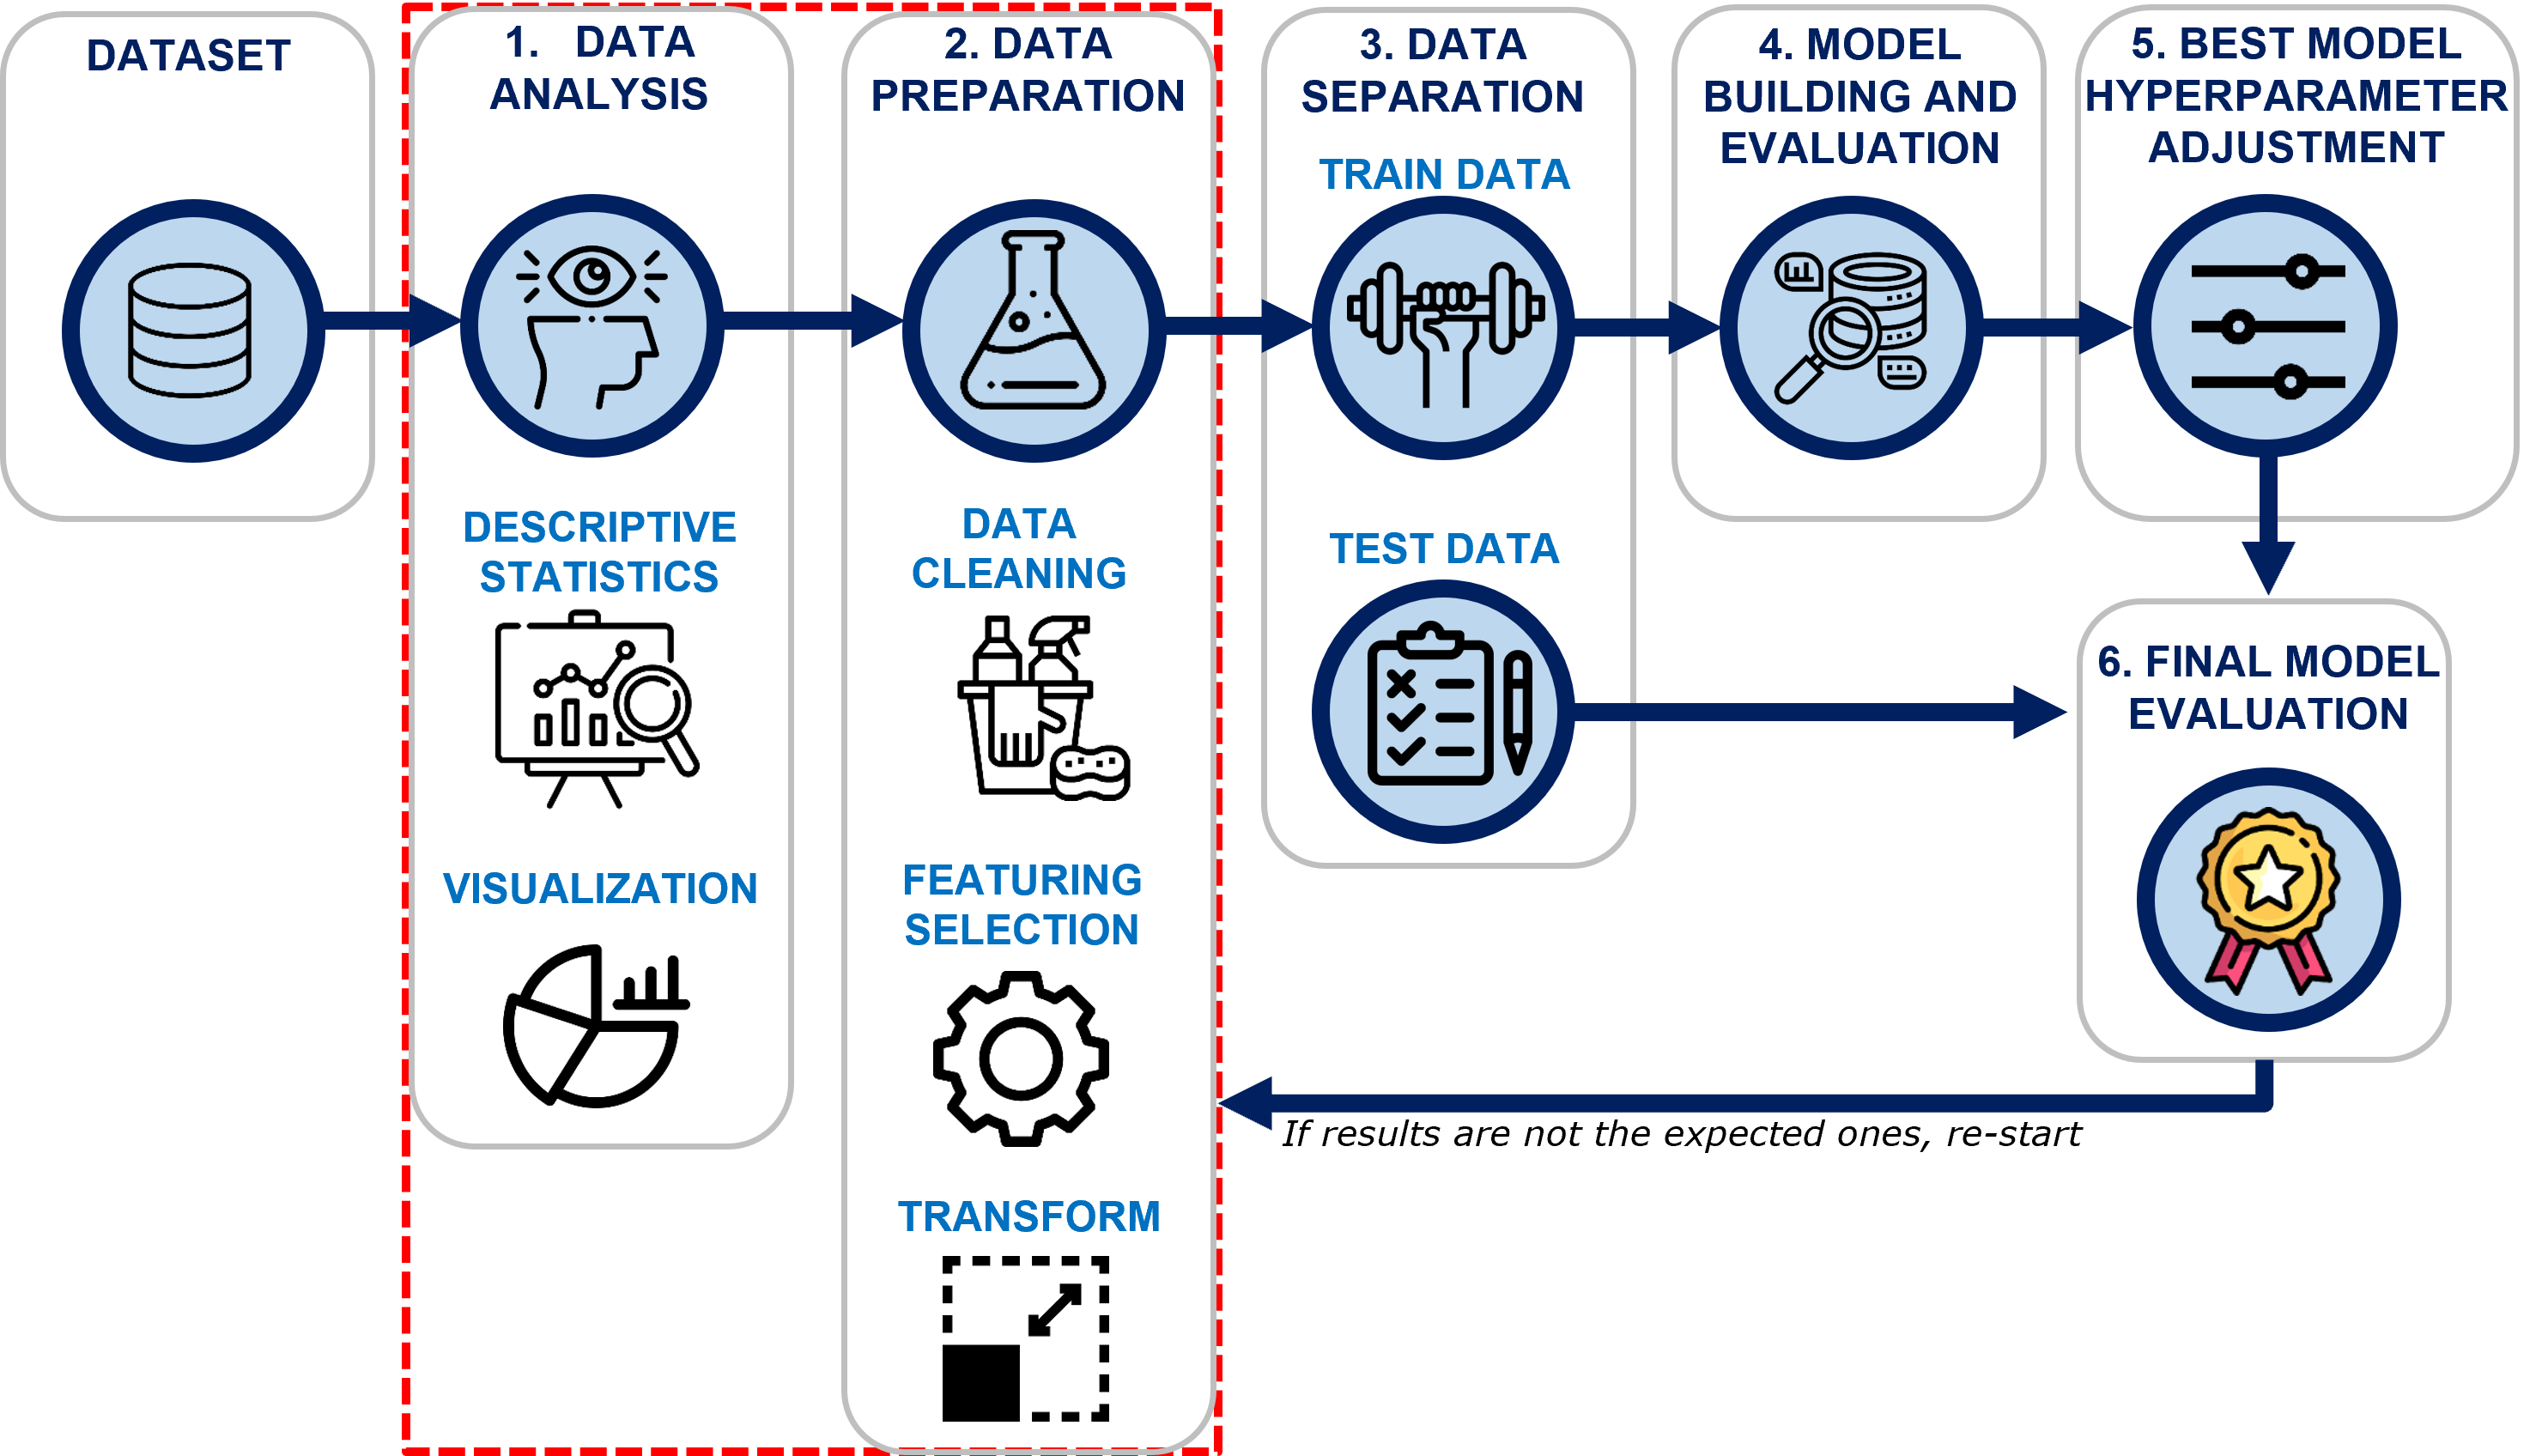 DATASET
1. DATA
ANALYSIS
DESCRIPTIVE
STATISTICS
VISUALIZATION
2. DATA
PREPARATION
DATA
CLEANING
FEATURING
SELECTION
TRANSFORM
3. DATA
SEPARATION
TRAIN DATA
TEST DATA
4. MODEL
BUILDING AND
EVALUATION
5. BEST MODEL
HYPERPARAMETER
ADJUSTMENT
6. FINAL MODEL
EVALUATION
If results are not the expected ones, re-start